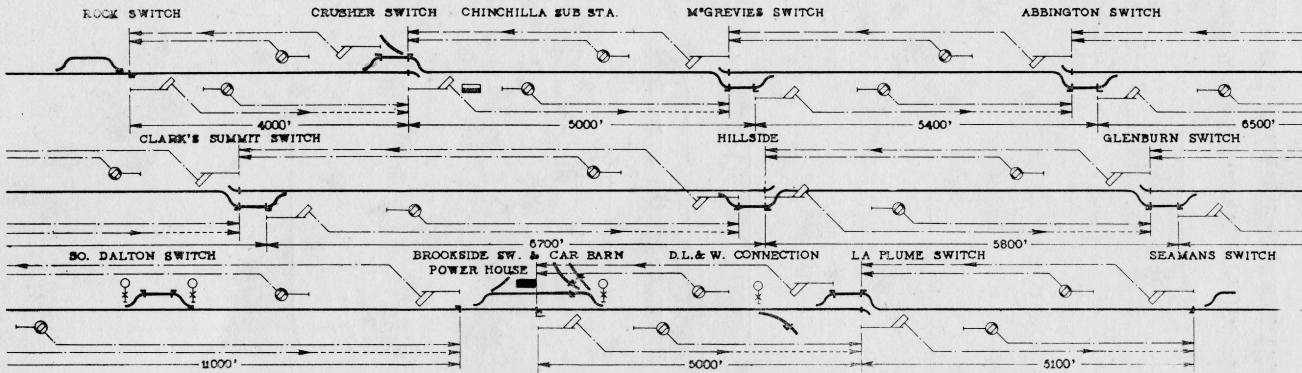 ROCK SWITCH
CRUSHER SWITCH
CHINCHILLA SUB STA.
McGREVIES SWITCH
ABBINGTON SWITCH
4000'
5000'
5400'
6500'
CLARK'S SUMMIT SWITCH
HILLSIDE
GLENBURN SWITCH
6700'
5800'
SO. DALTON SWITCH
BROOKSIDE SW. & CAR BARN
POWER HOUSE
D.L.& W. CONNECTION
LA PLUME SWITCH
SEAMANS SWITCH
11000'
5000'
5100'